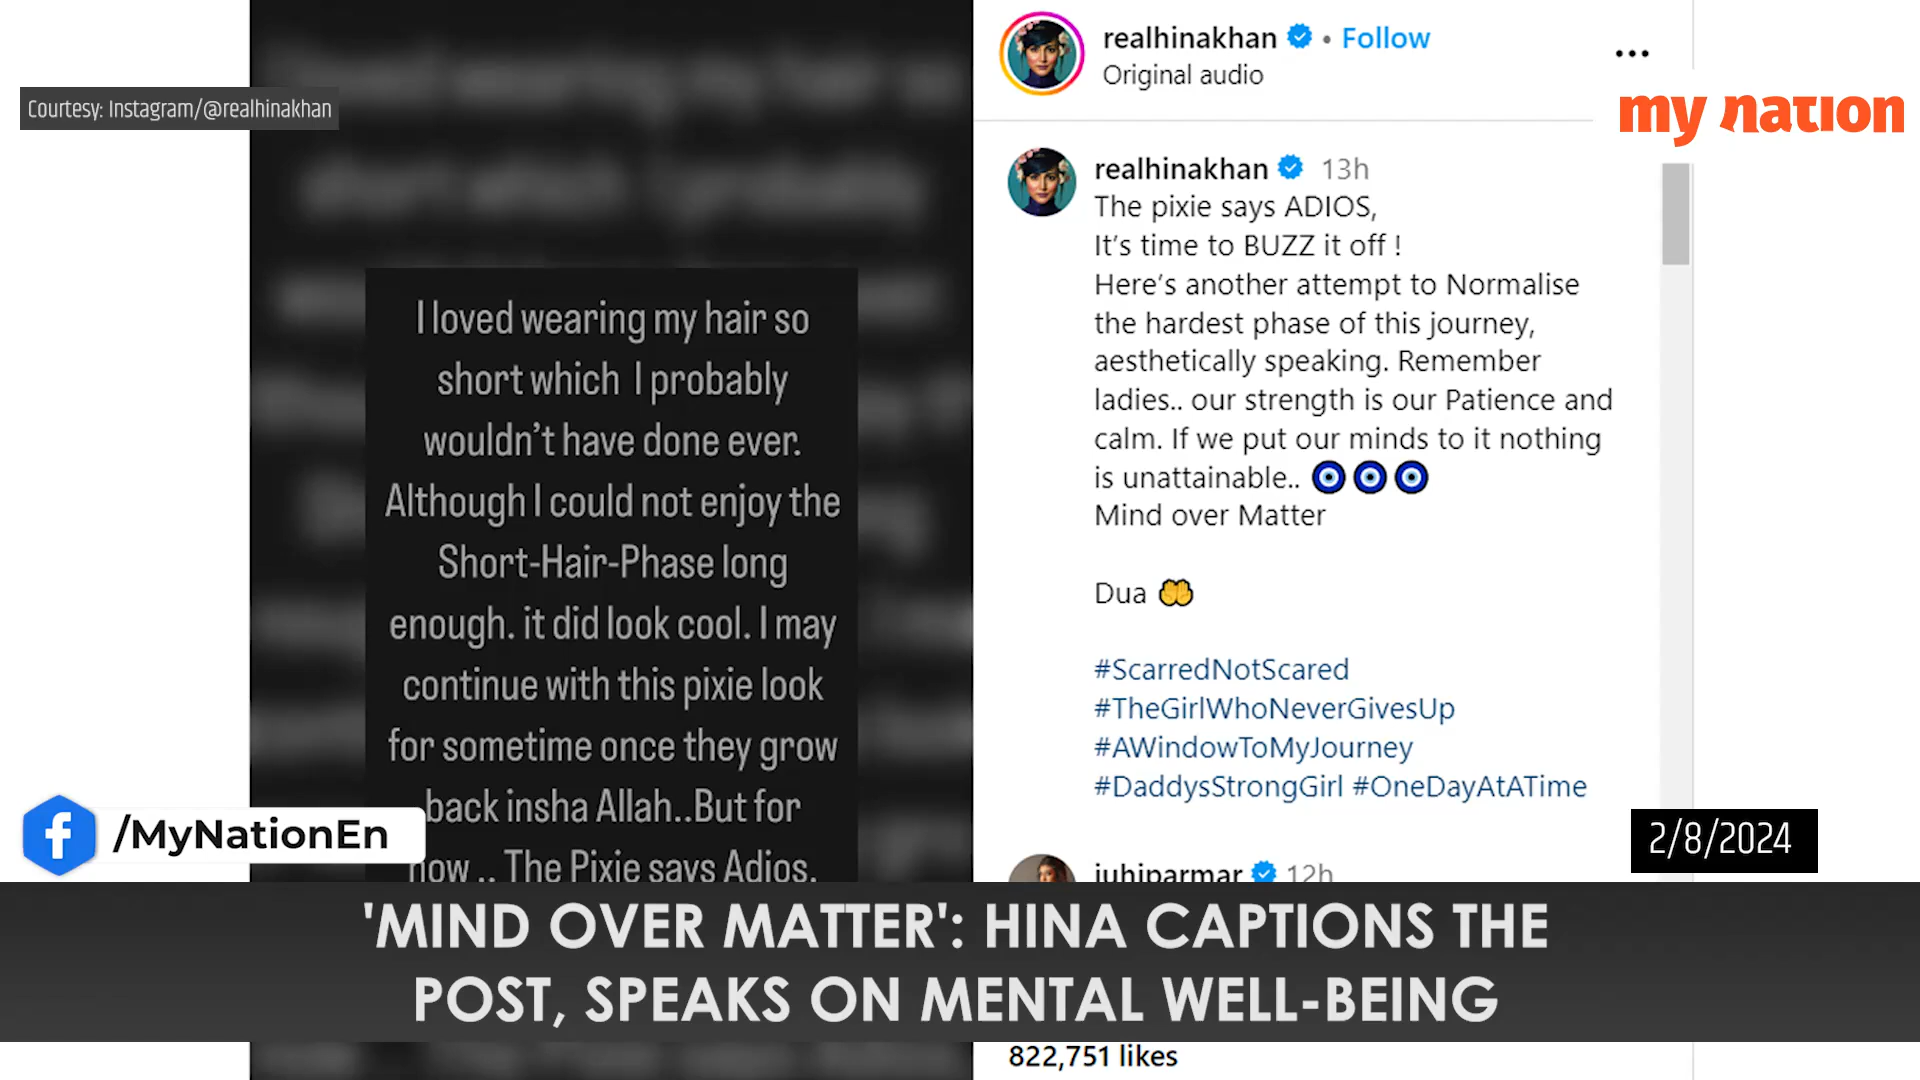 Courtesy: Instagram/@realhinakhan
I loved wearing my hair so
short which I probably
wouldn't have done ever.
Although I could not enjoy the
Short-Hair-Phase long
enough. it did look cool. I may
continue with this pixie look
for sometime once they grow
back insha Allah..But for
now .. The Pixie says Adios.
/MyNationEn
realhinakhan • Follow
Original audio
my nation
realhinakhan 13h
The pixie says ADIOS,
It’s time to BUZZ it off !
Here’s another attempt to Normalise
the hardest phase of this journey,
aesthetically speaking. Remember
ladies.. our strength is our Patience and
calm. If we put our minds to it nothing
is unattainable.. 🧿🧿🧿
Mind over Matter
Dua 🤲
#ScarredNotScared
#TheGirlWhoNeverGivesUp
#AWindowToMyJourney
#DaddysStrongGirl #OneDayAtATime
juhiparmar 12h
2/8/2024
'MIND OVER MATTER': HINA CAPTIONS THE
POST, SPEAKS ON MENTAL WELL-BEING
822,751 likes